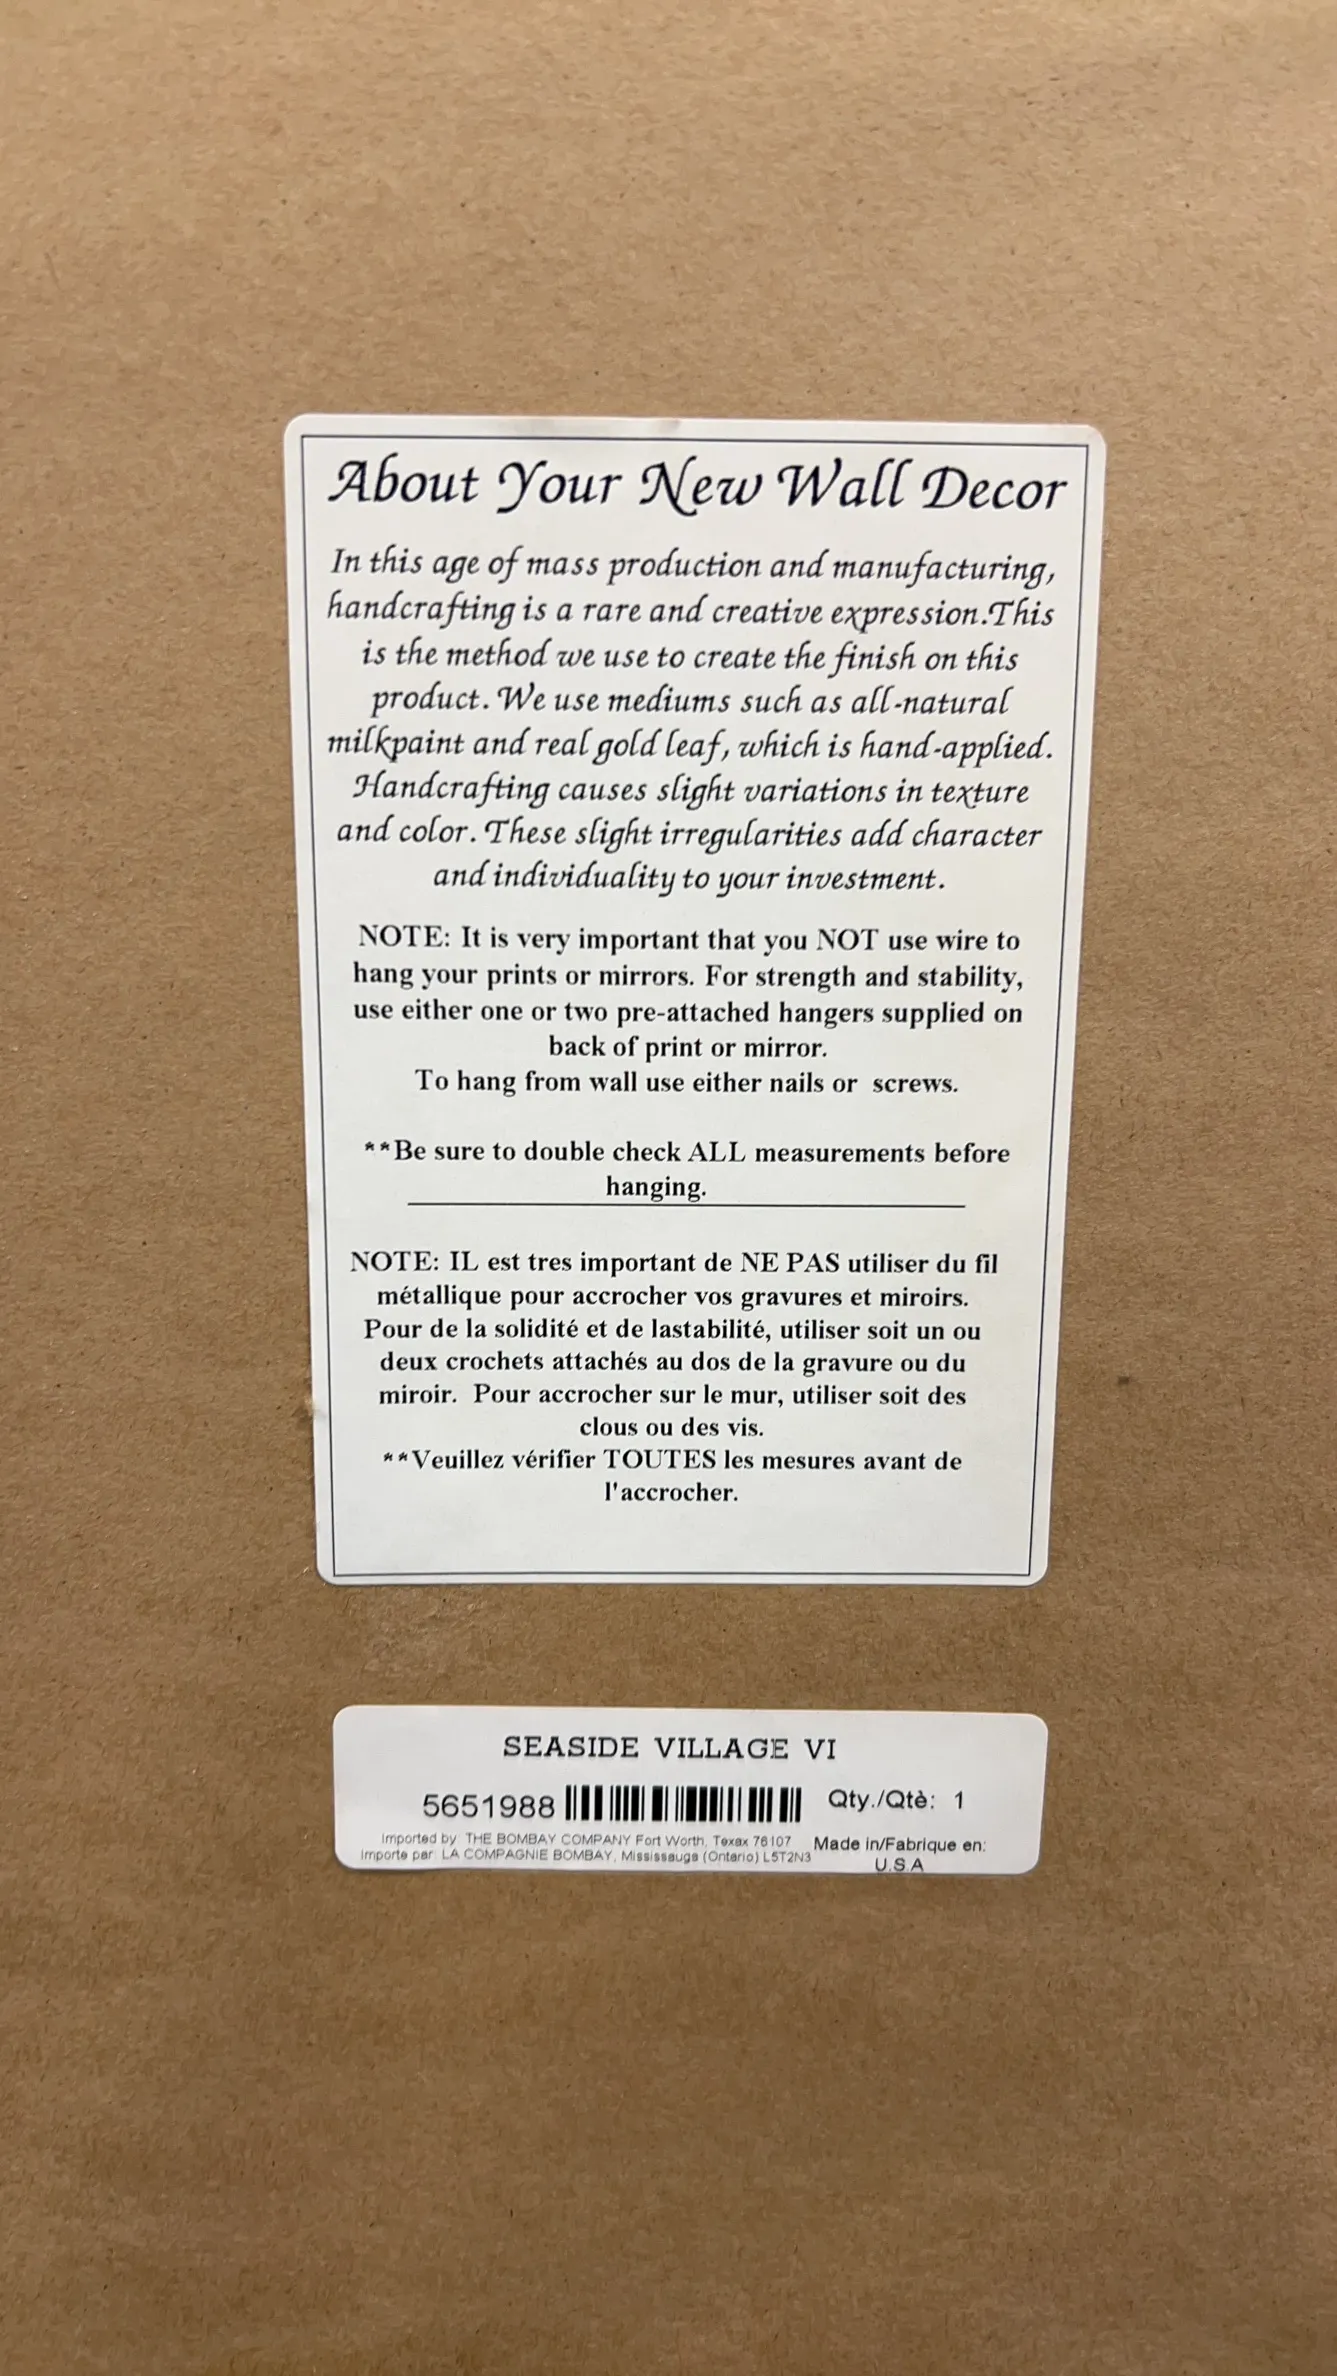 About Your New Wall Decor
In this age of mass production and manufacturing,
handcrafting is a rare and creative expression.This
is the method we use to create the finish on this
product. We use mediums such as all-natural
milkpaint and real gold leaf, which is hand-applied.
Handcrafting causes slight variations in texture
and color. These slight irregularities add character
and individuality to your investment.
NOTE: It is very important that you NOT use wire to
hang your prints or mirrors. For strength and stability,
use either one or two pre-attached hangers supplied on
back of print or mirror.
To hang from wall use either nails or  screws.
**Be sure to double check ALL measurements before
hanging.
NOTE: IL est tres important de NE PAS utiliser du fil
métallique pour accrocher vos gravures et miroirs.
Pour de la solidité et de lastabilité, utiliser soit un ou
deux crochets attachés au dos de la gravure ou du
miroir.  Pour accrocher sur le mur, utiliser soit des
clous ou des vis.
**Veuillez vérifier TOUTES les mesures avant de
l'accrocher.
SEASIDE VILLAGE VI
5651988 Qty./Qtè: 1
Imported by THE BOMBAY COMPANY Fort Worth, Texax 76107
Importe par LA COMPAGNIE BOMBAY, Mississauga (Ontario) L5T2N3
Made in/Fabrique en:
U.S.A